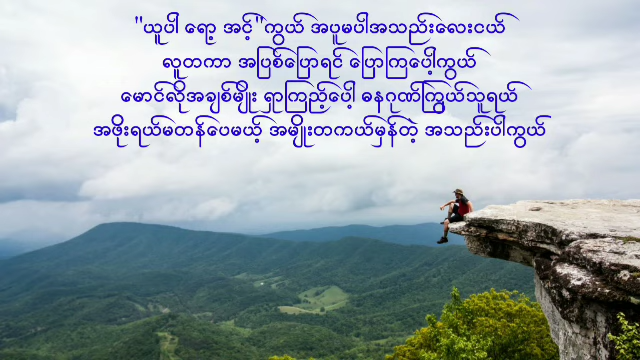 "ယူပါ ရော့ အင့်"ကွယ် အပူမပါအသည်းလေးငယ်
လူတကာ အပြစ်ပြောရင် ပြောကြပေါ့ကွယ်
မောင်လိုအချစ်မျိုး ရှာကြည့်ပေါ့ ဓနဂုဏ်ကြွယ်သူရယ်
အဖိုးရယ်မတန်ပေမယ့် အမျိုးတကယ်မှန်တဲ့ အသည်းပါကွယ်